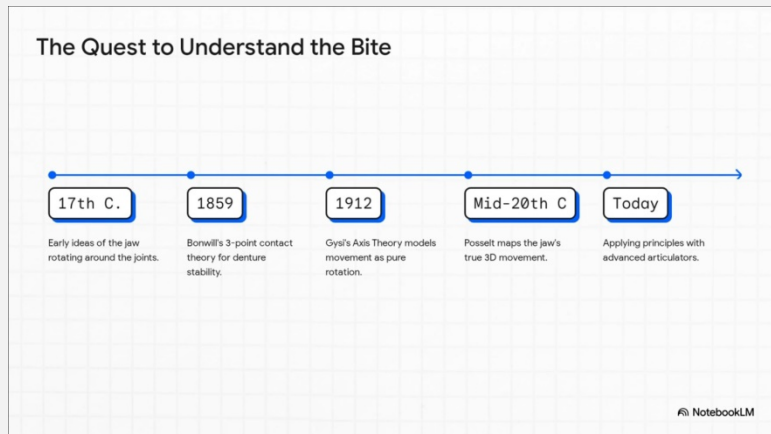 The Quest to Understand the Bite
17th C.
1859
1912
Mid-20th C
Today
Early ideas of the jaw
rotating around the joints.
Bonwill's 3-point contact
theory for denture
stability.
Gysi's Axis Theory models
movement as pure
rotation.
Posselt maps the jaw's
true 3D movement.
Applying principles with
advanced articulators.
NotebookLM